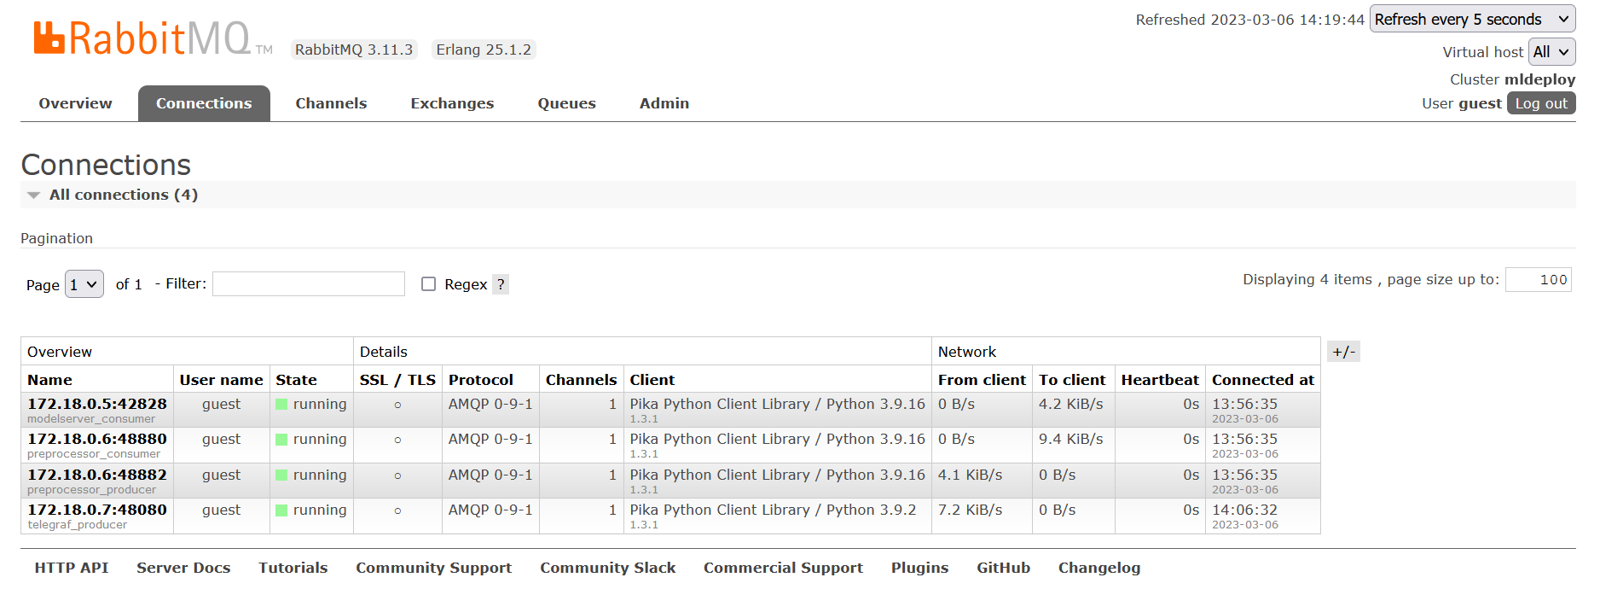 RabbitMQ TM RabbitMQ 3.11.3 Erlang 25.1.2
Refreshed 2023-03-06 14:19:44 Refresh every 5 seconds
Virtual host All
Cluster mldeploy
User guest Log out
Overview Connections Channels Exchanges Queues Admin
Connections
All connections (4)
Pagination
Page 1 of 1 - Filter: Regex ? Displaying 4 items , page size up to: 100
Overview Details Network +/-
Name User name State SSL / TLS Protocol Channels Client From client To client Heartbeat Connected at
172.18.0.5:42828 guest running ○ AMQP 0-9-1 1 Pika Python Client Library / Python 3.9.16 0 B/s 4.2 KiB/s 0s 13:56:35
modelserver_consumer 1.3.1 2023-03-06
172.18.0.6:48880 guest running ○ AMQP 0-9-1 1 Pika Python Client Library / Python 3.9.16 0 B/s 9.4 KiB/s 0s 13:56:35
preprocessor_consumer 1.3.1 2023-03-06
172.18.0.6:48882 guest running ○ AMQP 0-9-1 1 Pika Python Client Library / Python 3.9.16 4.1 KiB/s 0 B/s 0s 13:56:35
preprocessor_producer 1.3.1 2023-03-06
172.18.0.7:48080 guest running ○ AMQP 0-9-1 1 Pika Python Client Library / Python 3.9.2 7.2 KiB/s 0 B/s 0s 14:06:32
telegraf_producer 1.3.1 2023-03-06
HTTP API Server Docs Tutorials Community Support Community Slack Commercial Support Plugins GitHub Changelog